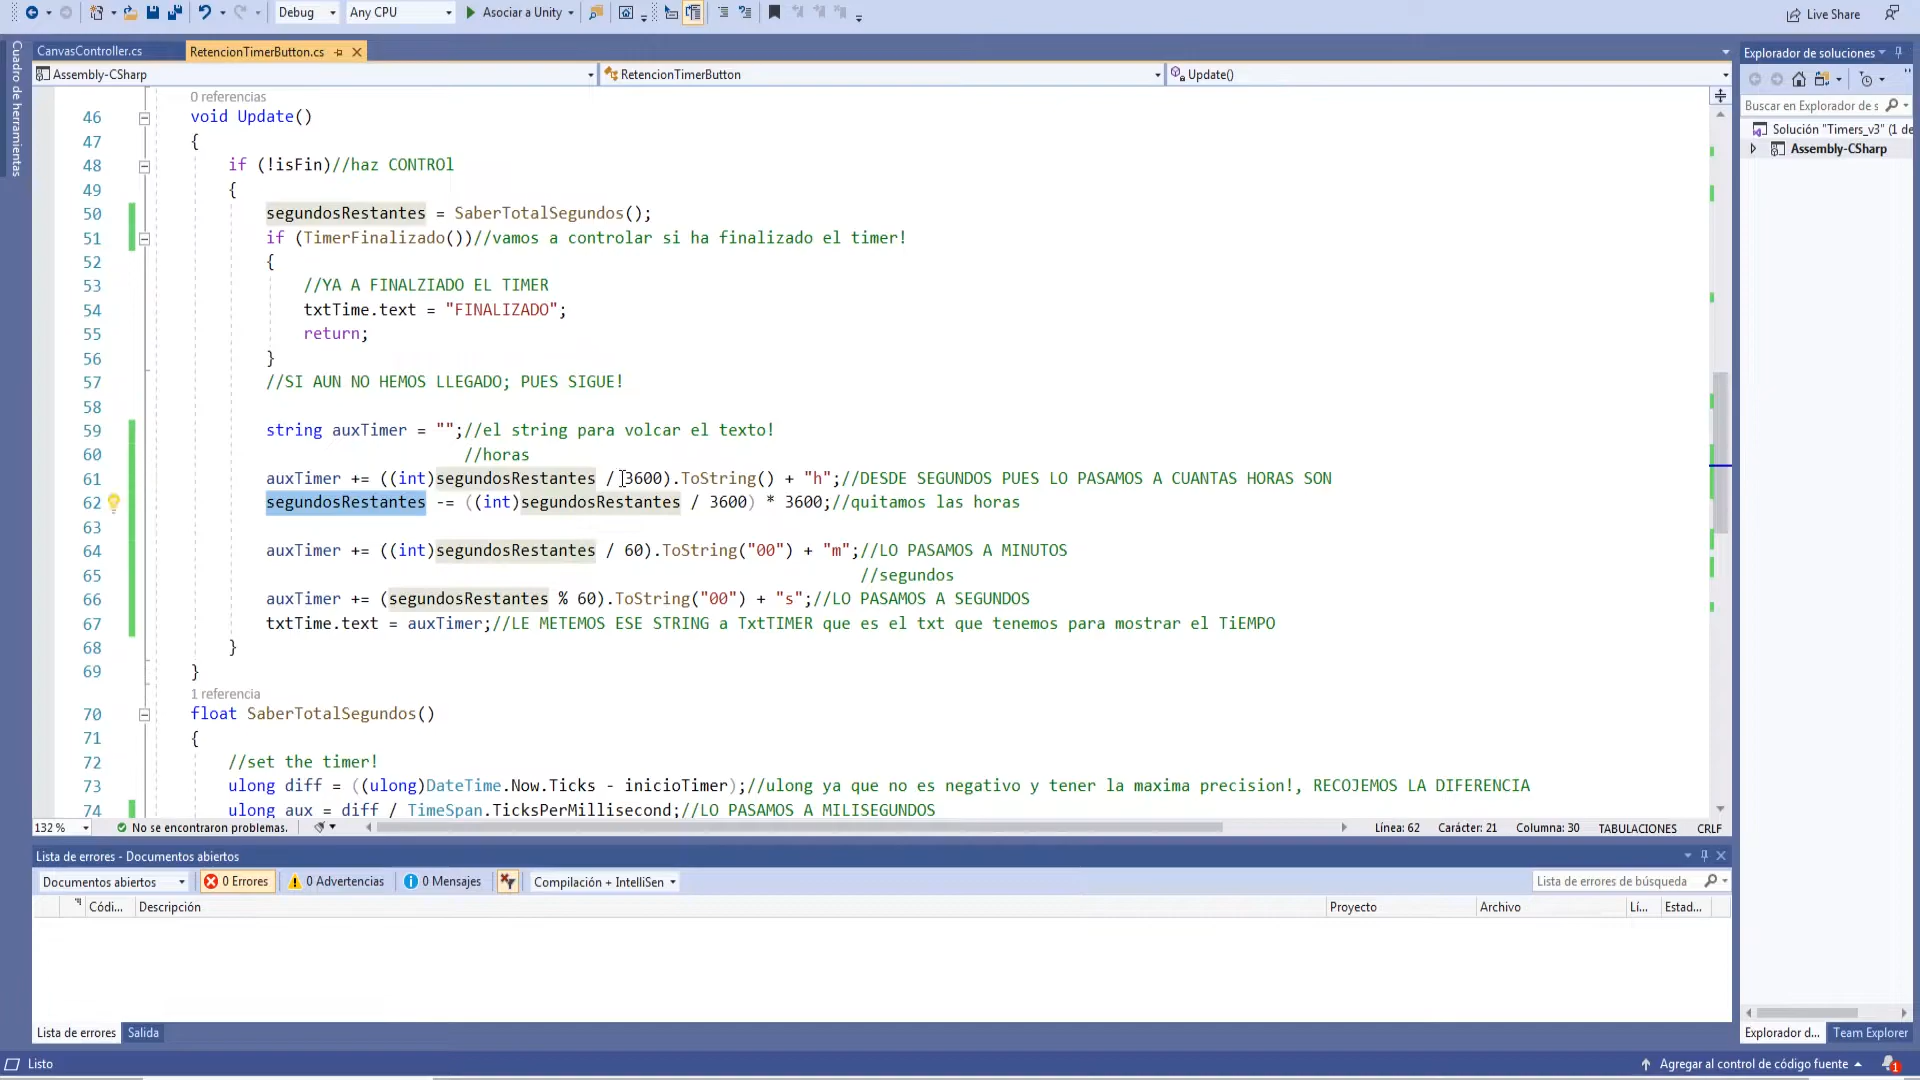 Debug
Any CPU
Asociar a Unity
Live Share
CanvasController.cs
RetencionTimerButton.cs
Assembly-CSharp
RetencionTimerButton
Update()
Cuadro de herramientas
0 referencias
46 void Update()
47 {
48 if (!isFin)//haz CONTROl
49 {
50 segundosRestantes = SaberTotalSegundos();
51 if (TimerFinalizado())//vamos a controlar si ha finalizado el timer!
52 {
53 //YA A FINALZIADO EL TIMER
54 txtTime.text = "FINALIZADO";
55 return;
56 }
57 //SI AUN NO HEMOS LLEGADO; PUES SIGUE!
58
59 string auxTimer = "";//el string para volcar el texto!
60 //horas
61 auxTimer += ((int)segundosRestantes / 3600).ToString() + "h";//DESDE SEGUNDOS PUES LO PASAMOS A CUANTAS HORAS SON
62 segundosRestantes -= ((int)segundosRestantes / 3600) * 3600;//quitamos las horas
63
64 auxTimer += ((int)segundosRestantes / 60).ToString("00") + "m";//LO PASAMOS A MINUTOS
65 //segundos
66 auxTimer += (segundosRestantes % 60).ToString("00") + "s";//LO PASAMOS A SEGUNDOS
67 txtTime.text = auxTimer;//LE METEMOS ESE STRING a TxtTIMER que es el txt que tenemos para mostrar el TiEMPO
68 }
69 }
1 referencia
70 float SaberTotalSegundos()
71 {
72 //set the timer!
73 ulong diff = ((ulong)DateTime.Now.Ticks - inicioTimer);//ulong ya que no es negativo y tener la maxima precision!, RECOJEMOS LA DIFERENCIA
74 ulong aux = diff / TimeSpan.TicksPerMillisecond;//LO PASAMOS A MILISEGUNDOS
132 %
No se encontraron problemas.
Línea: 62
Carácter: 21
Columna: 30
TABULACIONES
CRLF
Explorador de soluciones
Buscar en Explorador de s
Solución "Timers_v3" (1 de
Assembly-CSharp
Explorador d...
Team Explorer
Lista de errores - Documentos abiertos
Documentos abiertos
0 Errores
0 Advertencias
0 Mensajes
Compilación + IntelliSen
Lista de errores de búsqueda
Códi...
Descripción
Proyecto
Archivo
Lí...
Estad...
Lista de errores
Salida
Listo
Agregar al control de código fuente
1